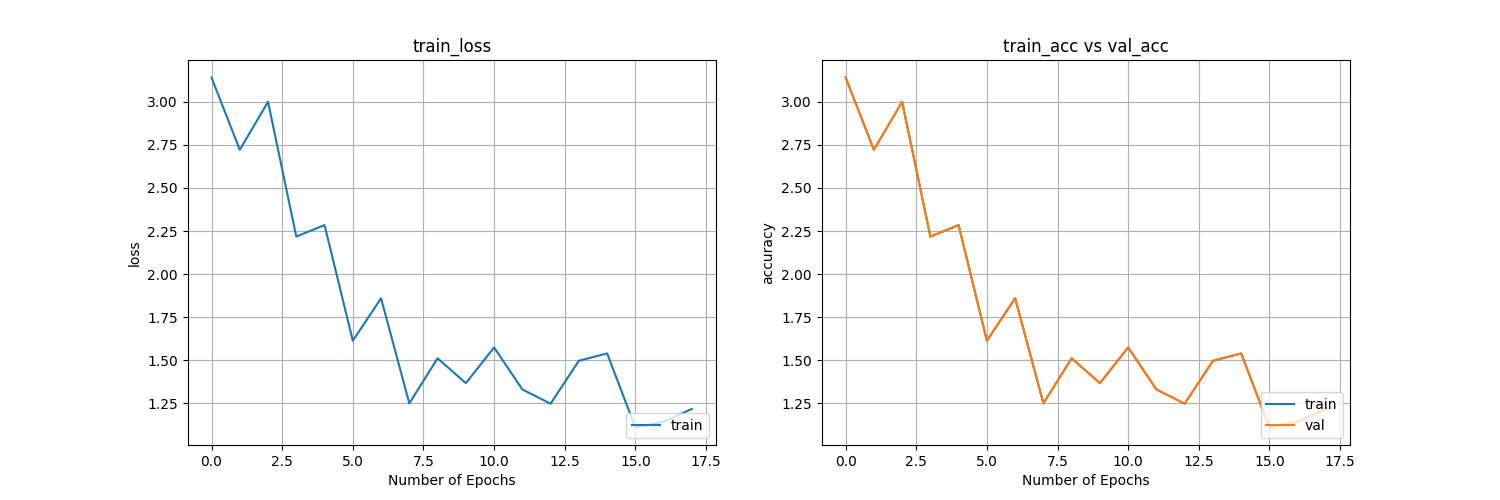 train_loss
loss
3.00
2.75
2.50
2.25
2.00
1.75
1.50
1.25
0.0 2.5 5.0 7.5 10.0 12.5 15.0 17.5
Number of Epochs
train
train_acc vs val_acc
accuracy
3.00
2.75
2.50
2.25
2.00
1.75
1.50
1.25
0.0 2.5 5.0 7.5 10.0 12.5 15.0 17.5
Number of Epochs
train
val